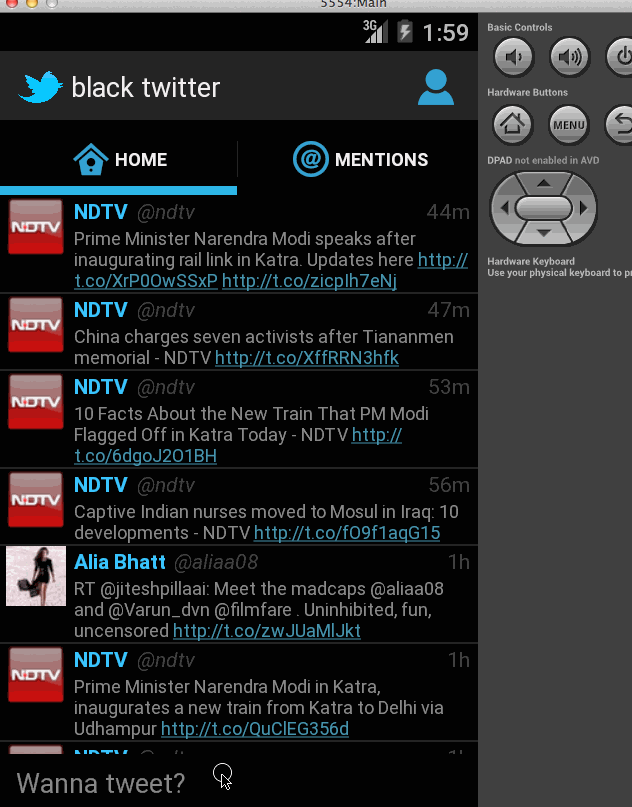 5554:Main
3G 1:59
Basic Controls
black twitter
Hardware Buttons
MENU
HOME
@ MENTIONS
DPAD not enabled in AVD
NDTV @ndtv 44m
NDTV
Prime Minister Narendra Modi speaks after
inaugurating rail link in Katra. Updates here http://
t.co/XrP0OwSSxP http://t.co/zicpIh7eNj
Hardware Keyboard
Use your physical keyboard to
NDTV @ndtv 47m
NDTV
China charges seven activists after Tiananmen
memorial - NDTV http://t.co/XffRRN3hfk
NDTV @ndtv 53m
NDTV
10 Facts About the New Train That PM Modi
Flagged Off in Katra Today - NDTV http://
t.co/6dgoJ2O1BH
NDTV @ndtv 56m
NDTV
Captive Indian nurses moved to Mosul in Iraq: 10
developments - NDTV http://t.co/fO9f1aqG15
Alia Bhatt @aliaa08 1h
RT @jiteshpillaai: Meet the madcaps @aliaa08
and @Varun_dvn @filmfare . Uninhibited, fun,
uncensored http://t.co/zwJUaMlJkt
NDTV @ndtv 1h
NDTV
Prime Minister Narendra Modi in Katra,
inaugurates a new train from Katra to Delhi via
Udhampur http://t.co/QuClEG356d
NDTV @ndtv 1h
Wanna tweet?